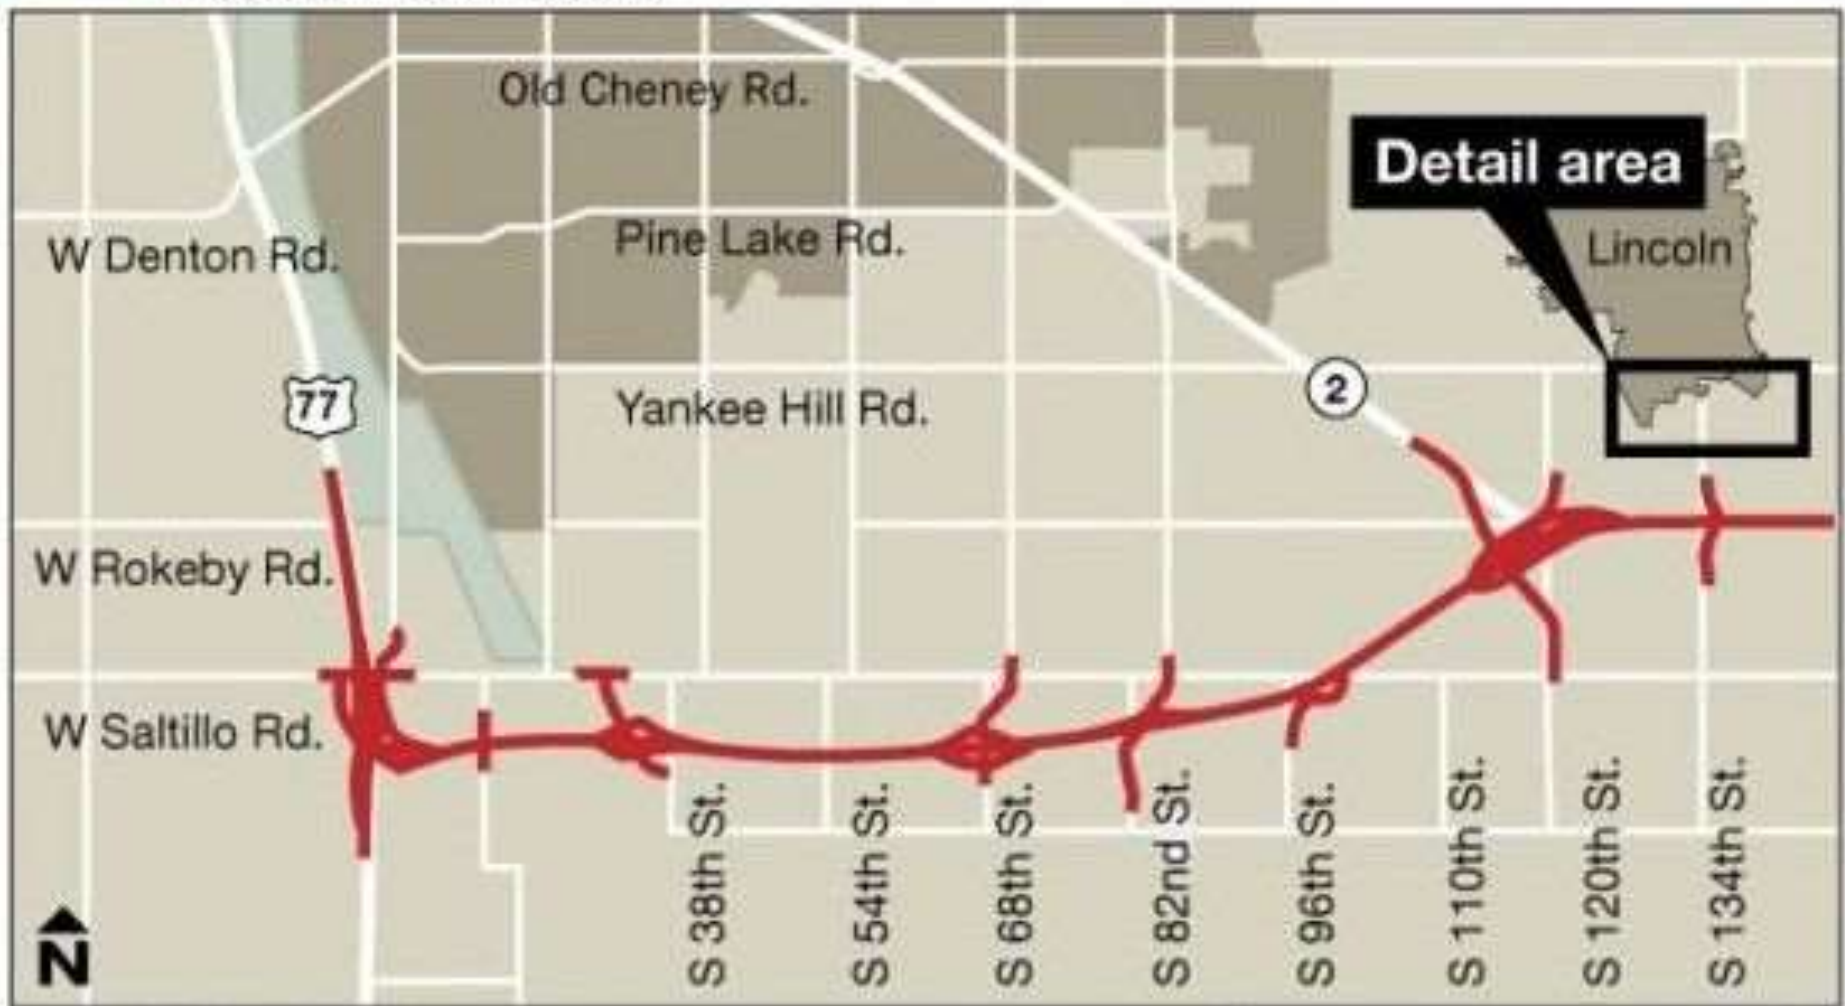 Old Cheney Rd.
Detail area
W Denton Rd.
Pine Lake Rd.
Lincoln
77
Yankee Hill Rd.
2
W Rokeby Rd.
W Saltillo Rd.
S 38th St.
S 54th St.
S 68th St.
S 82nd St.
S 96th St.
S 110th St.
S 120th St.
S 134th St.
N